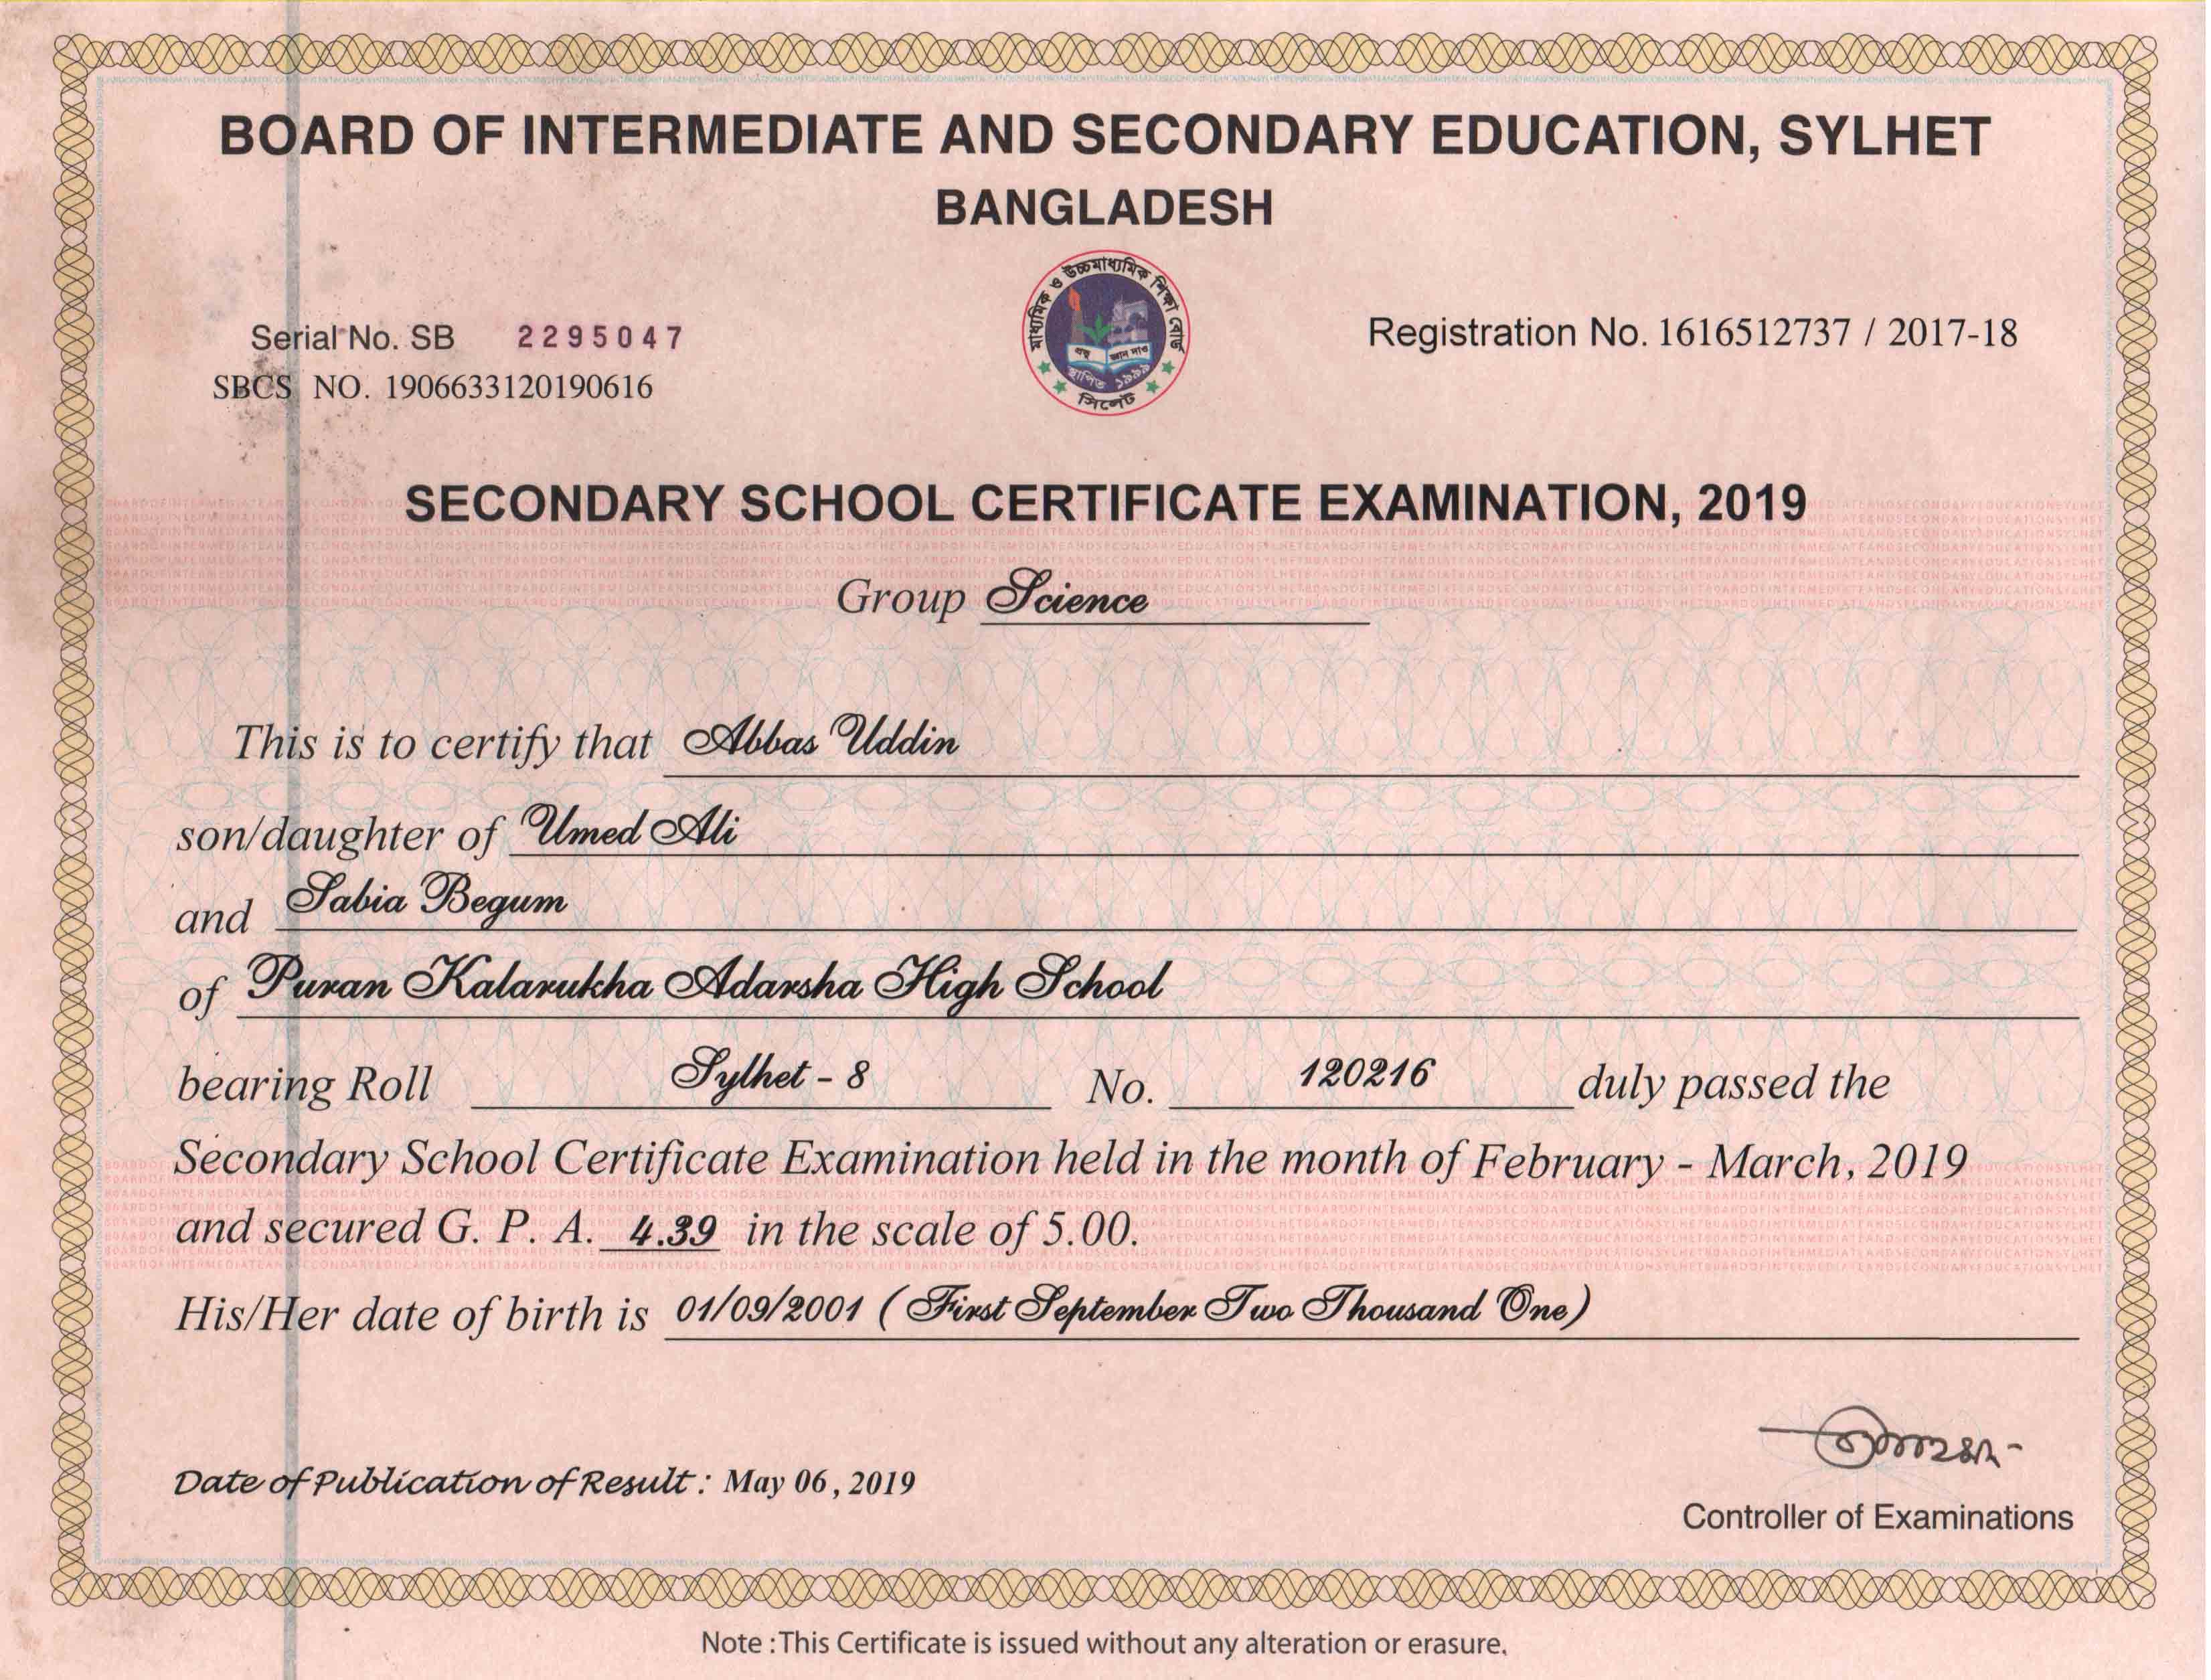 BOARD OF INTERMEDIATE AND SECONDARY EDUCATION, SYLHET
BANGLADESH
মাধ্যমিক ও উচ্চমাধ্যমিক শিক্ষা বোর্ড
প্রভু জ্ঞান দাও
স্থাপিত ১৯৯৯
সিলেট
Serial No. SB 2295047
Registration No. 1616512737 / 2017-18
SBCS NO. 1906633120190616
SECONDARY SCHOOL CERTIFICATE EXAMINATION, 2019
Group Science
This is to certify that Abbas Uddin
son/daughter of Umed Ali
and Sabia Begum
of Puran Kalarukha Adarsha High School
bearing Roll Sylhet - 8 No. 120216 duly passed the
Secondary School Certificate Examination held in the month of February - March, 2019
and secured G. P. A. 4.39 in the scale of 5.00.
His/Her date of birth is 01/09/2001 ( First September Two Thousand One)
Date of Publication of Result : May 06, 2019
Controller of Examinations
Note : This Certificate is issued without any alteration or erasure.